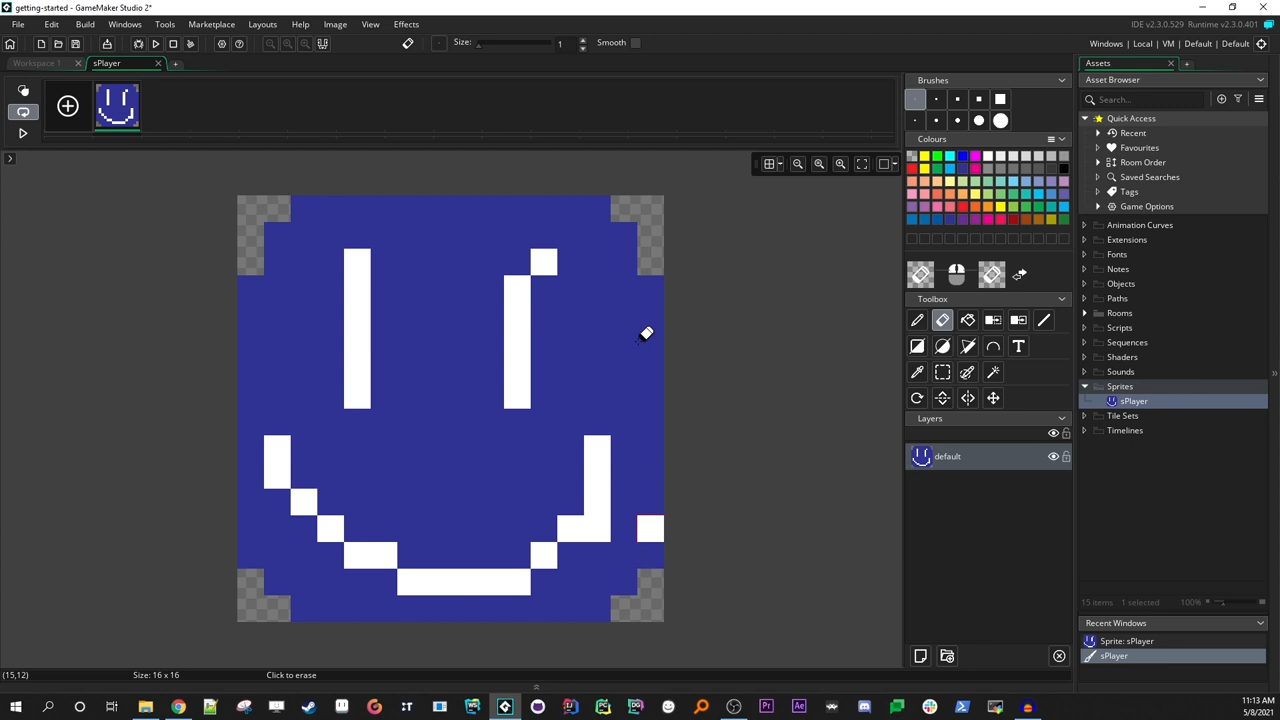 getting-started - GameMaker Studio 2*
File Edit Build Windows Tools Marketplace Layouts Help Image View Effects
IDE v2.3.0.529 Runtime v2.3.0.401
Size: 1 Smooth
Windows | Local | VM | Default | Default
Workspace 1
sPlayer
Assets
Brushes
Asset Browser
Search...
Quick Access
Recent
Colours
Favourites
Room Order
Saved Searches
Tags
Game Options
Animation Curves
Extensions
Fonts
Notes
Objects
Toolbox
Paths
Rooms
Scripts
Sequences
Shaders
Sounds
Sprites
sPlayer
Tile Sets
Layers
Timelines
default
15 items 1 selected 100%
Recent Windows
Sprite: sPlayer
sPlayer
(15,12) Size: 16 x 16 Click to erase
11:13 AM
5/8/2021